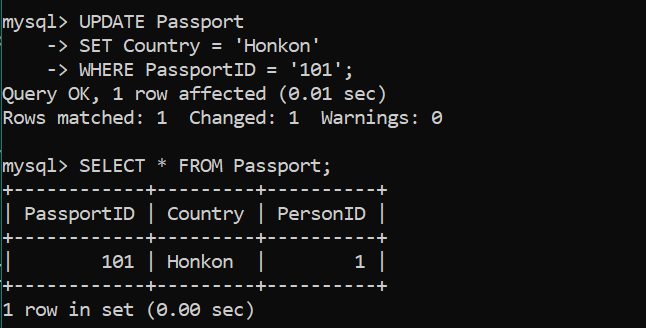 mysql> UPDATE Passport
    -> SET Country = 'Honkon'
    -> WHERE PassportID = '101';
Query OK, 1 row affected (0.01 sec)
Rows matched: 1  Changed: 1  Warnings: 0

mysql> SELECT * FROM Passport;
+------------+---------+----------+
| PassportID | Country | PersonID |
+------------+---------+----------+
|        101 | Honkon  |        1 |
+------------+---------+----------+
1 row in set (0.00 sec)